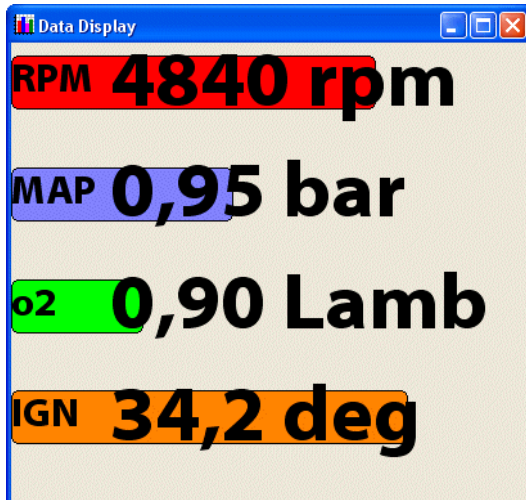 Data Display
RPM 4840 rpm
MAP 0,95 bar
o2 0,90 Lamb
IGN 34,2 deg